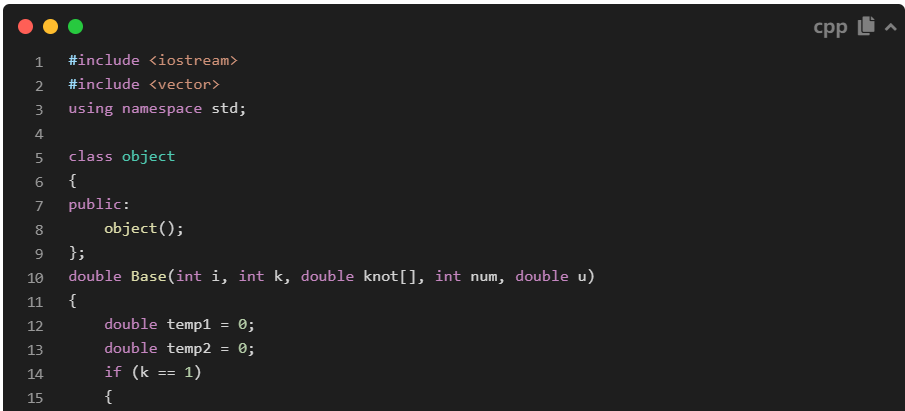 cpp
1 #include <iostream>
2 #include <vector>
3 using namespace std;
4
5 class object
6 {
7 public:
8     object();
9 };
10 double Base(int i, int k, double knot[], int num, double u)
11 {
12     double temp1 = 0;
13     double temp2 = 0;
14     if (k == 1)
15     {